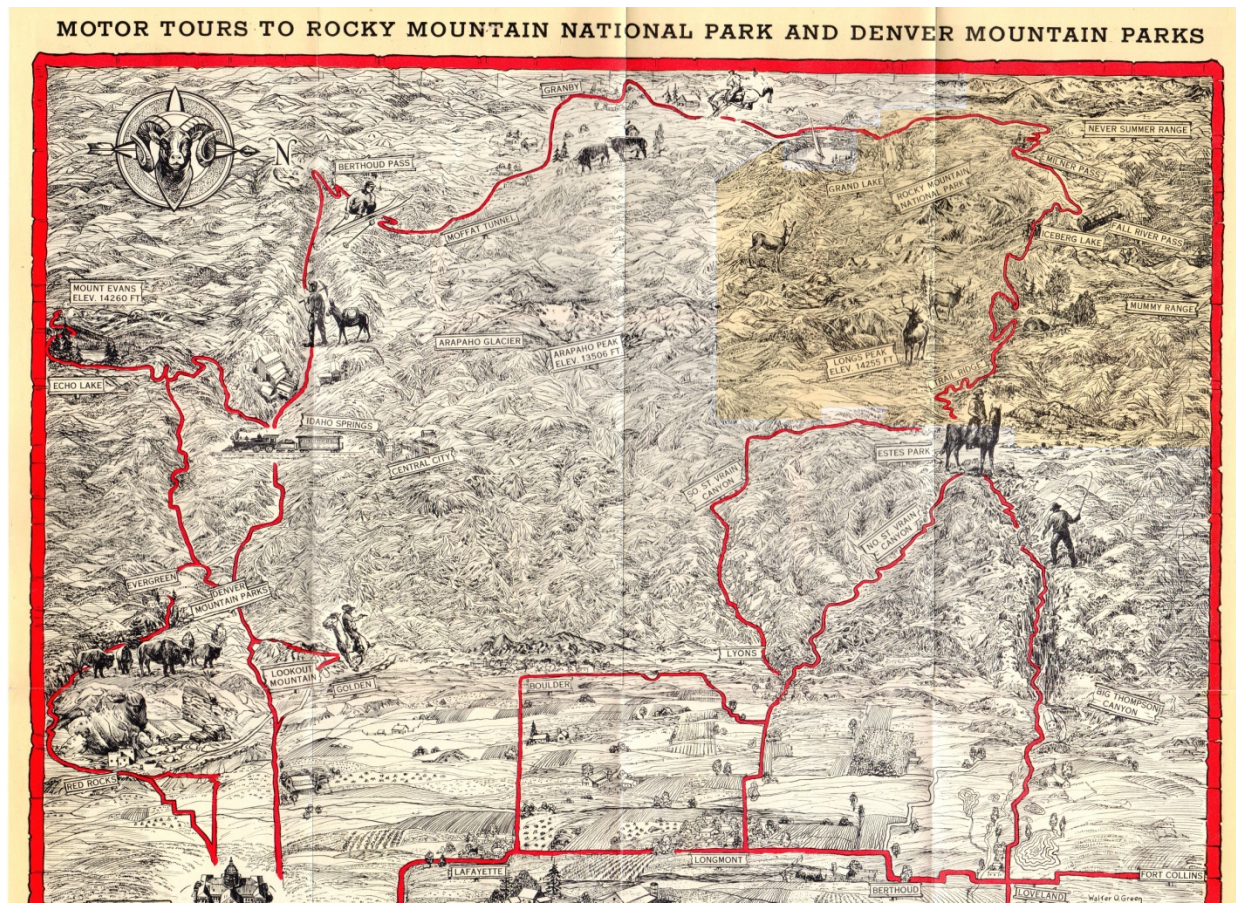 MOTOR TOURS TO ROCKY MOUNTAIN NATIONAL PARK AND DENVER MOUNTAIN PARKS
GRANBY
NEVER SUMMER RANGE
N
BERTHOUD PASS
MILNER PASS
GRAND LAKE
ROCKY MOUNTAIN
NATIONAL PARK
MOFFAT TUNNEL
FALL RIVER PASS
ICEBERG LAKE
MOUNT EVANS
ELEV. 14260 FT.
MUMMY RANGE
ARAPAHO GLACIER
ARAPAHO PEAK
ELEV. 13506 FT.
LONGS PEAK
ELEV. 14255 FT.
TRAIL RIDGE
ECHO LAKE
IDAHO SPRINGS
CENTRAL CITY
ESTES PARK
SO. ST. VRAIN
CANYON
NO. ST. VRAIN
CANYON
EVERGREEN
DENVER
MOUNTAIN PARKS
LYONS
LOOKOUT
MOUNTAIN
GOLDEN
BOULDER
BIG THOMPSON
CANYON
RED ROCKS
LAFAYETTE
LONGMONT
BERTHOUD
FORT COLLINS
LOVELAND
Walter O. Green